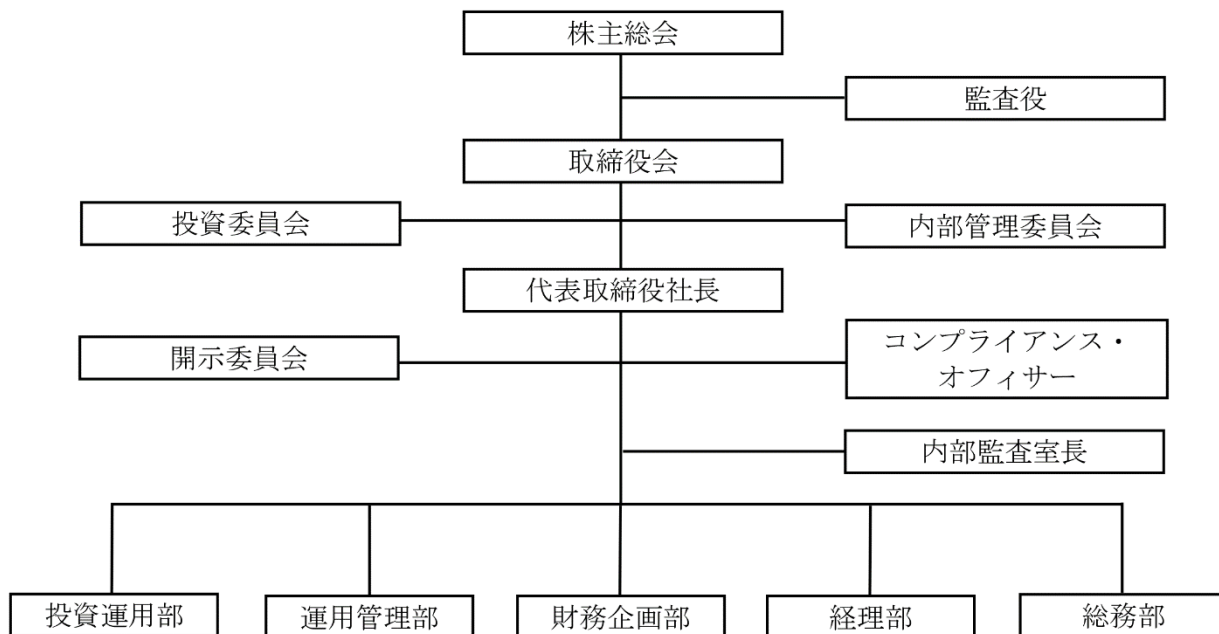 株主総会
監査役
取締役会
投資委員会
内部管理委員会
代表取締役社長
開示委員会
コンプライアンス・
オフィサー
内部監査室長
投資運用部
運用管理部
財務企画部
経理部
総務部